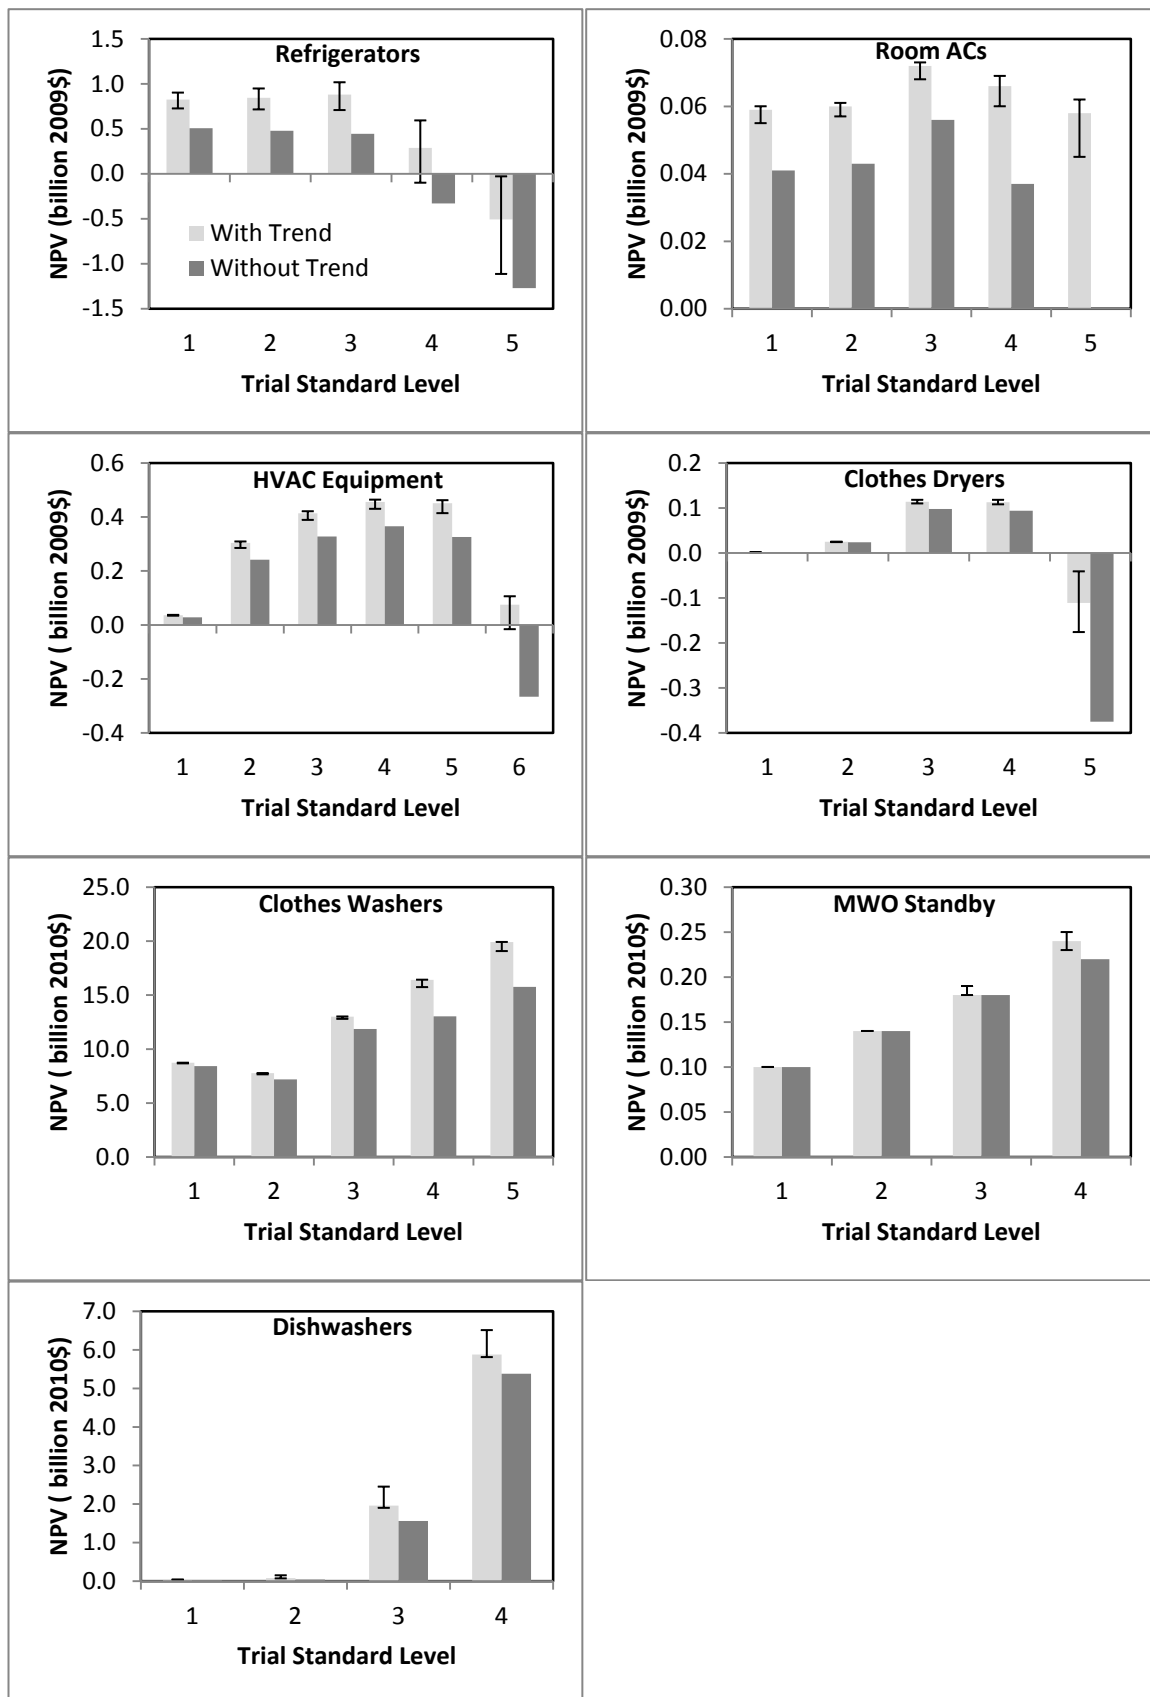 Refrigerators
NPV (billion 2009$)
1.5
1.0
0.5
0.0
-0.5
-1.0
-1.5
With Trend
Without Trend
1 2 3 4 5
Trial Standard Level
Room ACs
NPV (billion 2009$)
0.08
0.06
0.04
0.02
0.00
1 2 3 4 5
Trial Standard Level
HVAC Equipment
NPV ( billion 2009$)
0.6
0.4
0.2
0.0
-0.2
-0.4
1 2 3 4 5 6
Trial Standard Level
Clothes Dryers
NPV ( billion 2009$)
0.2
0.1
0.0
-0.1
-0.2
-0.3
-0.4
1 2 3 4 5
Trial Standard Level
Clothes Washers
NPV ( billion 2010$)
25.0
20.0
15.0
10.0
5.0
0.0
1 2 3 4 5
Trial Standard Level
MWO Standby
NPV ( billion 2010$)
0.30
0.25
0.20
0.15
0.10
0.05
0.00
1 2 3 4
Trial Standard Level
Dishwashers
NPV ( billion 2010$)
7.0
6.0
5.0
4.0
3.0
2.0
1.0
0.0
1 2 3 4
Trial Standard Level